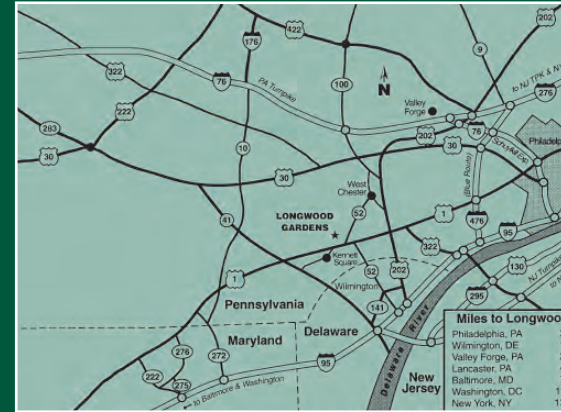 202
176
422
9
322
76
PA Turnpike
100
N
to NJ TPK & NY
276
222
Valley
Forge
283
202
76
Schuylkill Exp.
30
10
30
Philadelp
30
West
Chester
(Blue Route)
41
52
1
LONGWOOD
GARDENS
476
95
322
Kennett
Square
52
202
130
1
Wilmington
NJ Turnpike
141
295
Pennsylvania
Delaware River
Maryland
Delaware
276
272
95
222
275
to Baltimore & Washington
New
Jersey
Miles to Longwoo
Philadelphia, PA
Wilmington, DE
Valley Forge, PA
Lancaster, PA
Baltimore, MD
Washington, DC
New York, NY